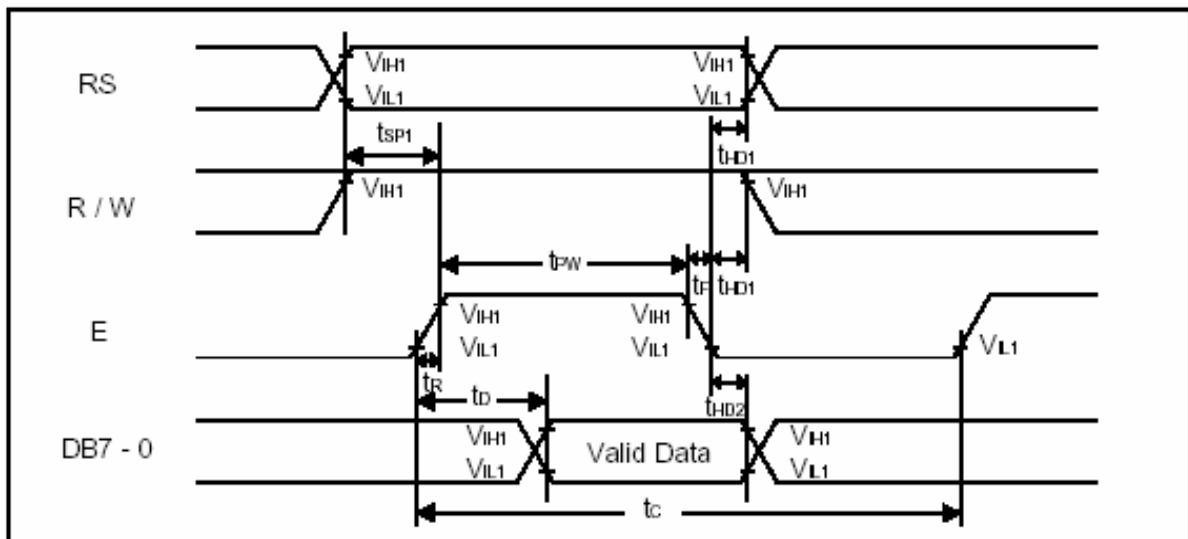 RS
VIH1 VIH1
VIL1 VIL1
tSP1
tHD1
R / W
VIH1 VIH1
tPW
tF tHD1
E
VIH1 VIH1
VIL1 VIL1 VIL1
tR tD
tHD2
DB7 - 0
VIH1 VIH1
Valid Data
VIL1 VIL1
tC